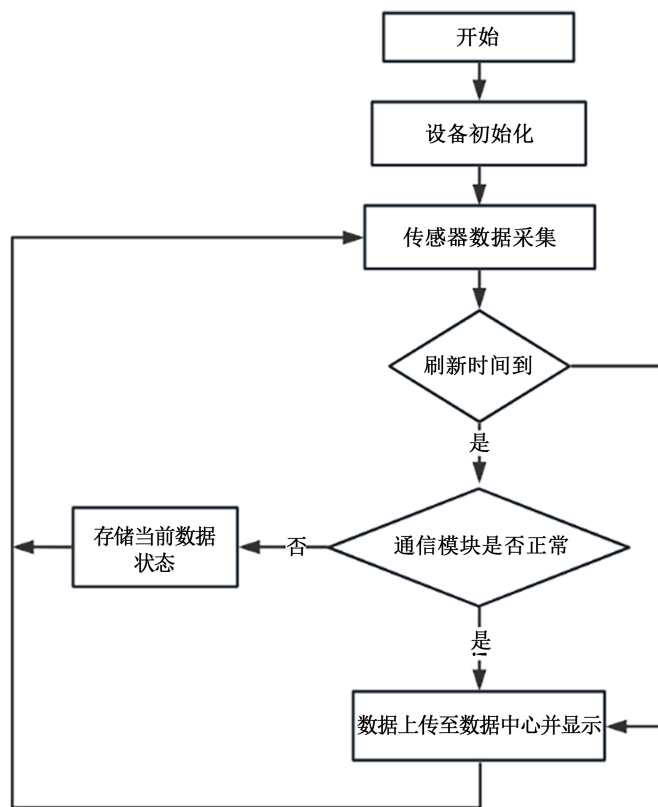 开始
设备初始化
传感器数据采集
刷新时间到
是
通信模块是否正常
否
存储当前数据
状态
是
数据上传至数据中心并显示